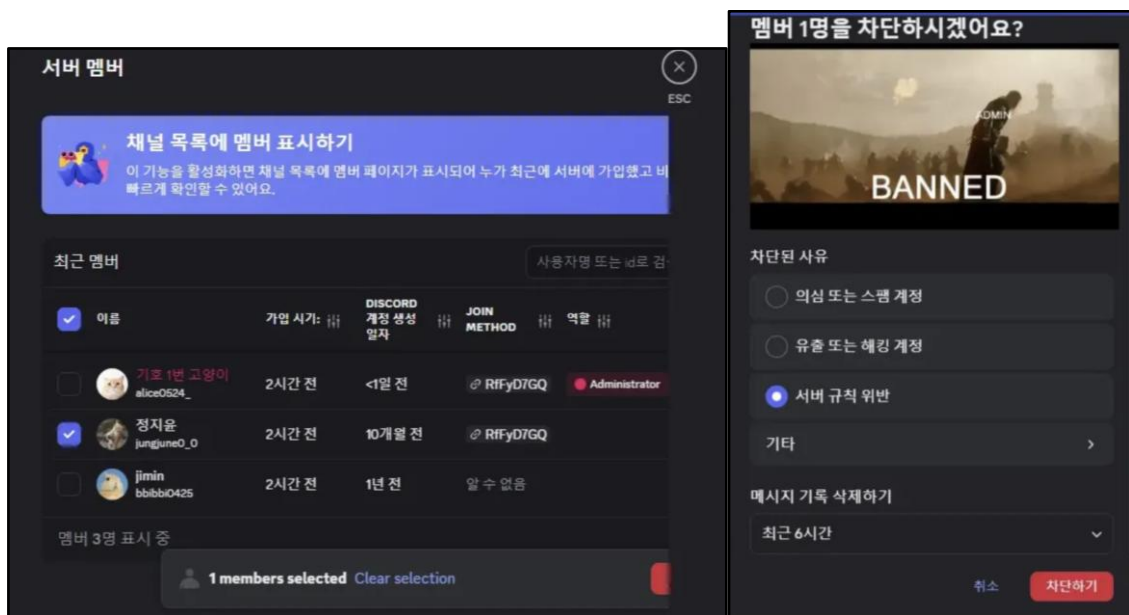 서버 멤버
ESC
채널 목록에 멤버 표시하기
이 기능을 활성화하면 채널 목록에 멤버 페이지가 표시되어 누가 최근에 서버에 가입했고 비
빠르게 확인할 수 있어요.
최근 멤버
사용자명 또는 id로 검
이름
가입 시기:
DISCORD
계정 생성
일자
JOIN
METHOD
역할
기호 1번 고양이
alice0524_
2시간 전
<1일 전
RfFyD7GQ
Administrator
정지윤
jungjune0_0
2시간 전
10개월 전
RfFyD7GQ
jimin
bbibbi0425
2시간 전
1년 전
알 수 없음
멤버 3명 표시 중
1 members selected Clear selection
멤버 1명을 차단하시겠어요?
ADMIN
BANNED
차단된 사유
의심 또는 스팸 계정
유출 또는 해킹 계정
서버 규칙 위반
기타
메시지 기록 삭제하기
최근 6시간
취소
차단하기